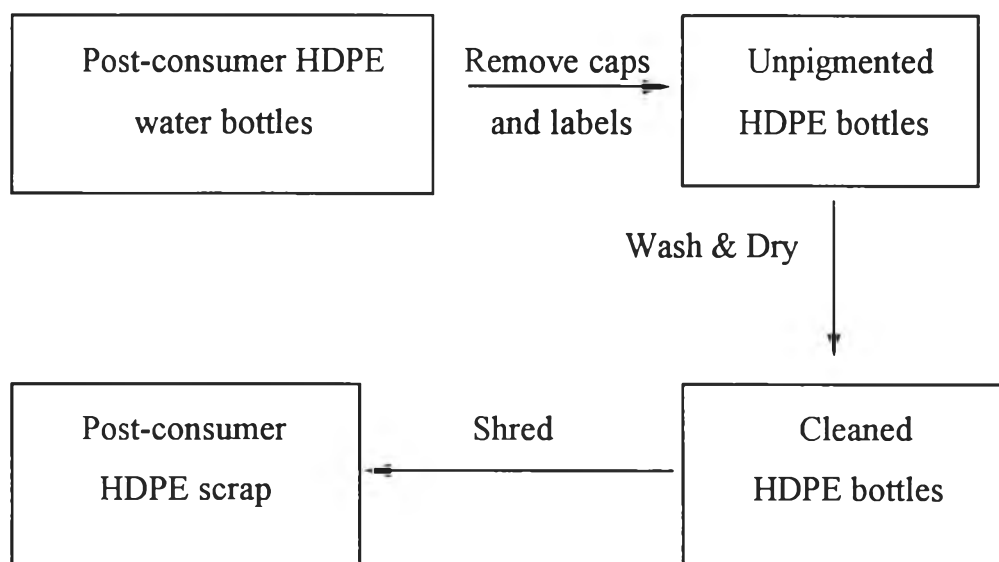 Post-consumer HDPE
water bottles
Remove caps
and labels
Unpigmented
HDPE bottles
Wash & Dry
Cleaned
HDPE bottles
Shred
Post-consumer
HDPE scrap